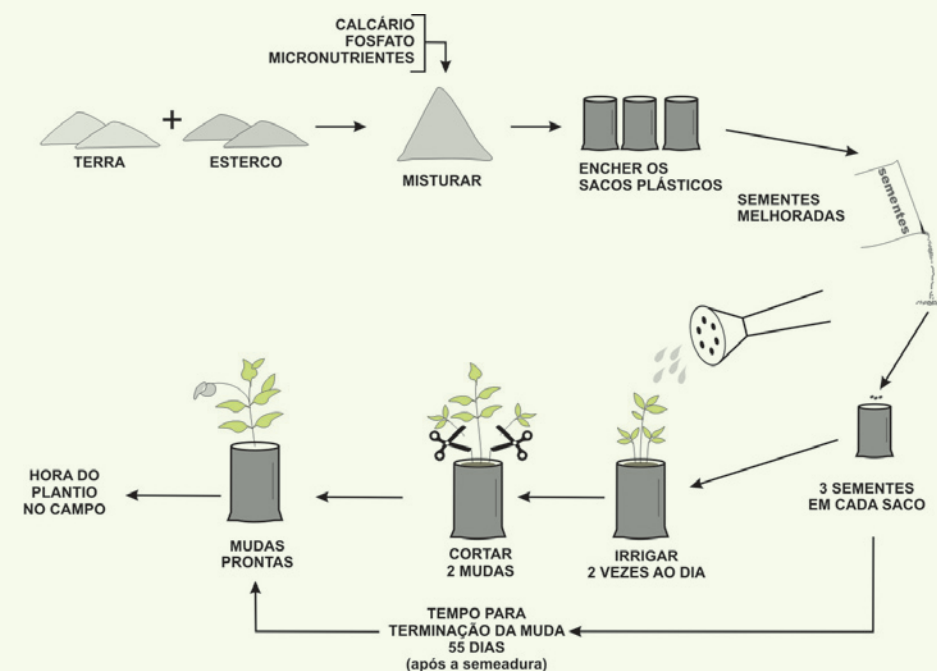 CALCÁRIO
FOSFATO
MICRONUTRIENTES
+
TERRA
ESTERCO
MISTURAR
ENCHER OS
SACOS PLÁSTICOS
SEMENTES
MELHORADAS
sementes
3 SEMENTES
EM CADA SACO
IRRIGAR
2 VEZES AO DIA
CORTAR
2 MUDAS
MUDAS
PRONTAS
HORA DO
PLANTIO
NO CAMPO
TEMPO PARA
TERMINAÇÃO DA MUDA
55 DIAS
(após a semeadura)